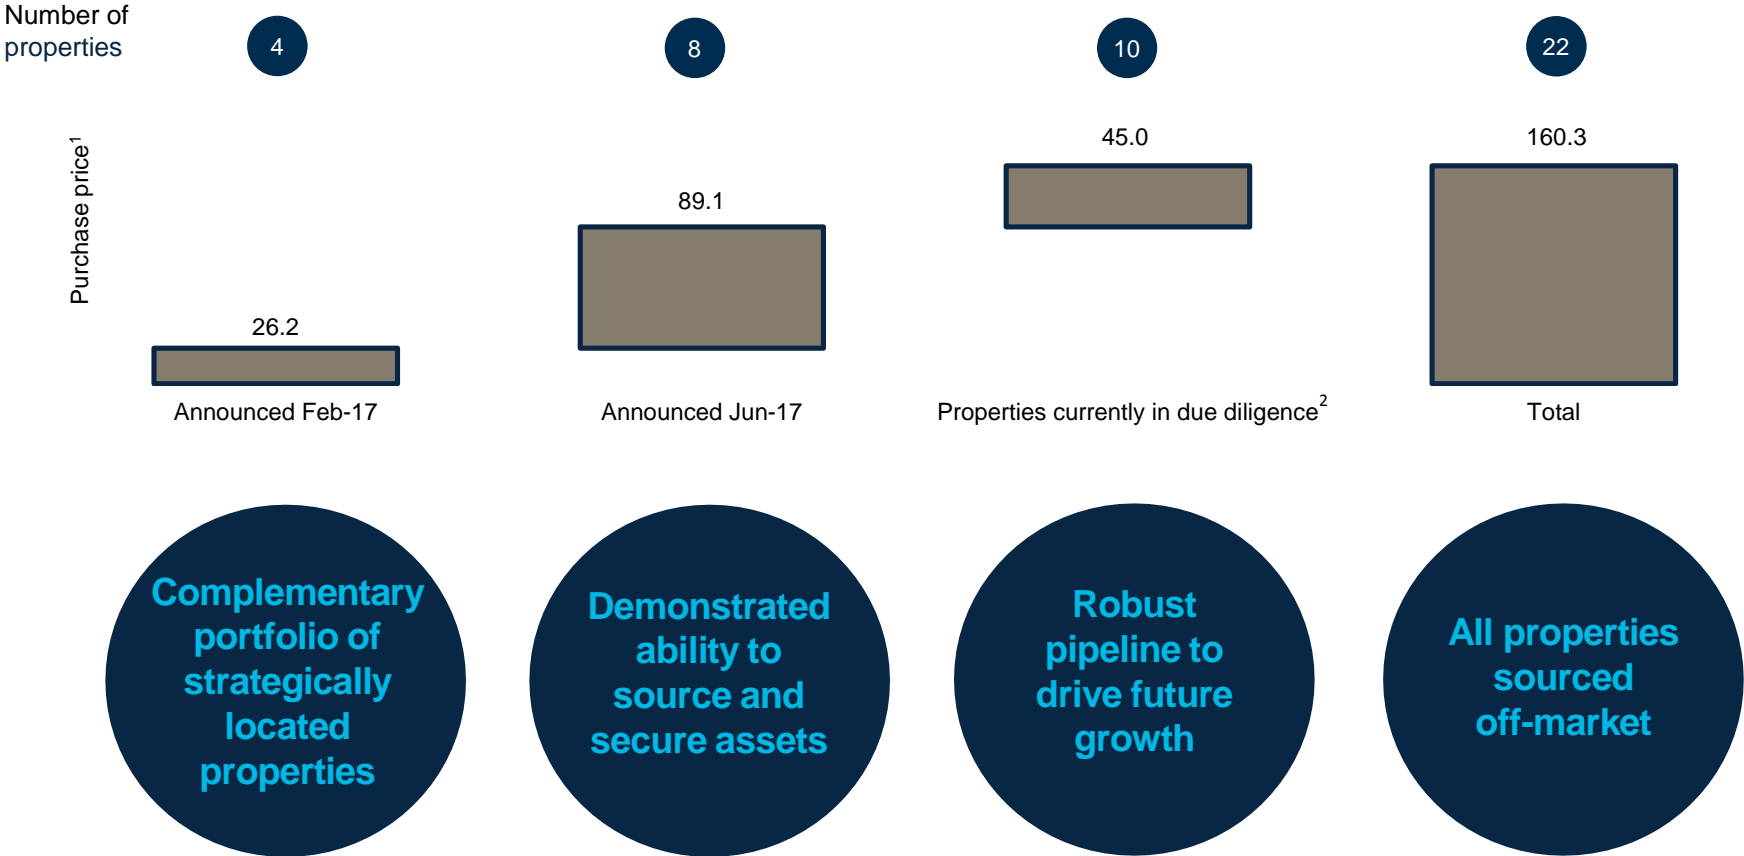 Number of
properties
4
8
10
22
Purchase price1
26.2
89.1
45.0
160.3
Announced Feb-17
Announced Jun-17
Properties currently in due diligence2
Total
Complementary
portfolio of
strategically
located
properties
Demonstrated
ability to
source and
secure assets
Robust
pipeline to
drive future
growth
All properties
sourced
off-market